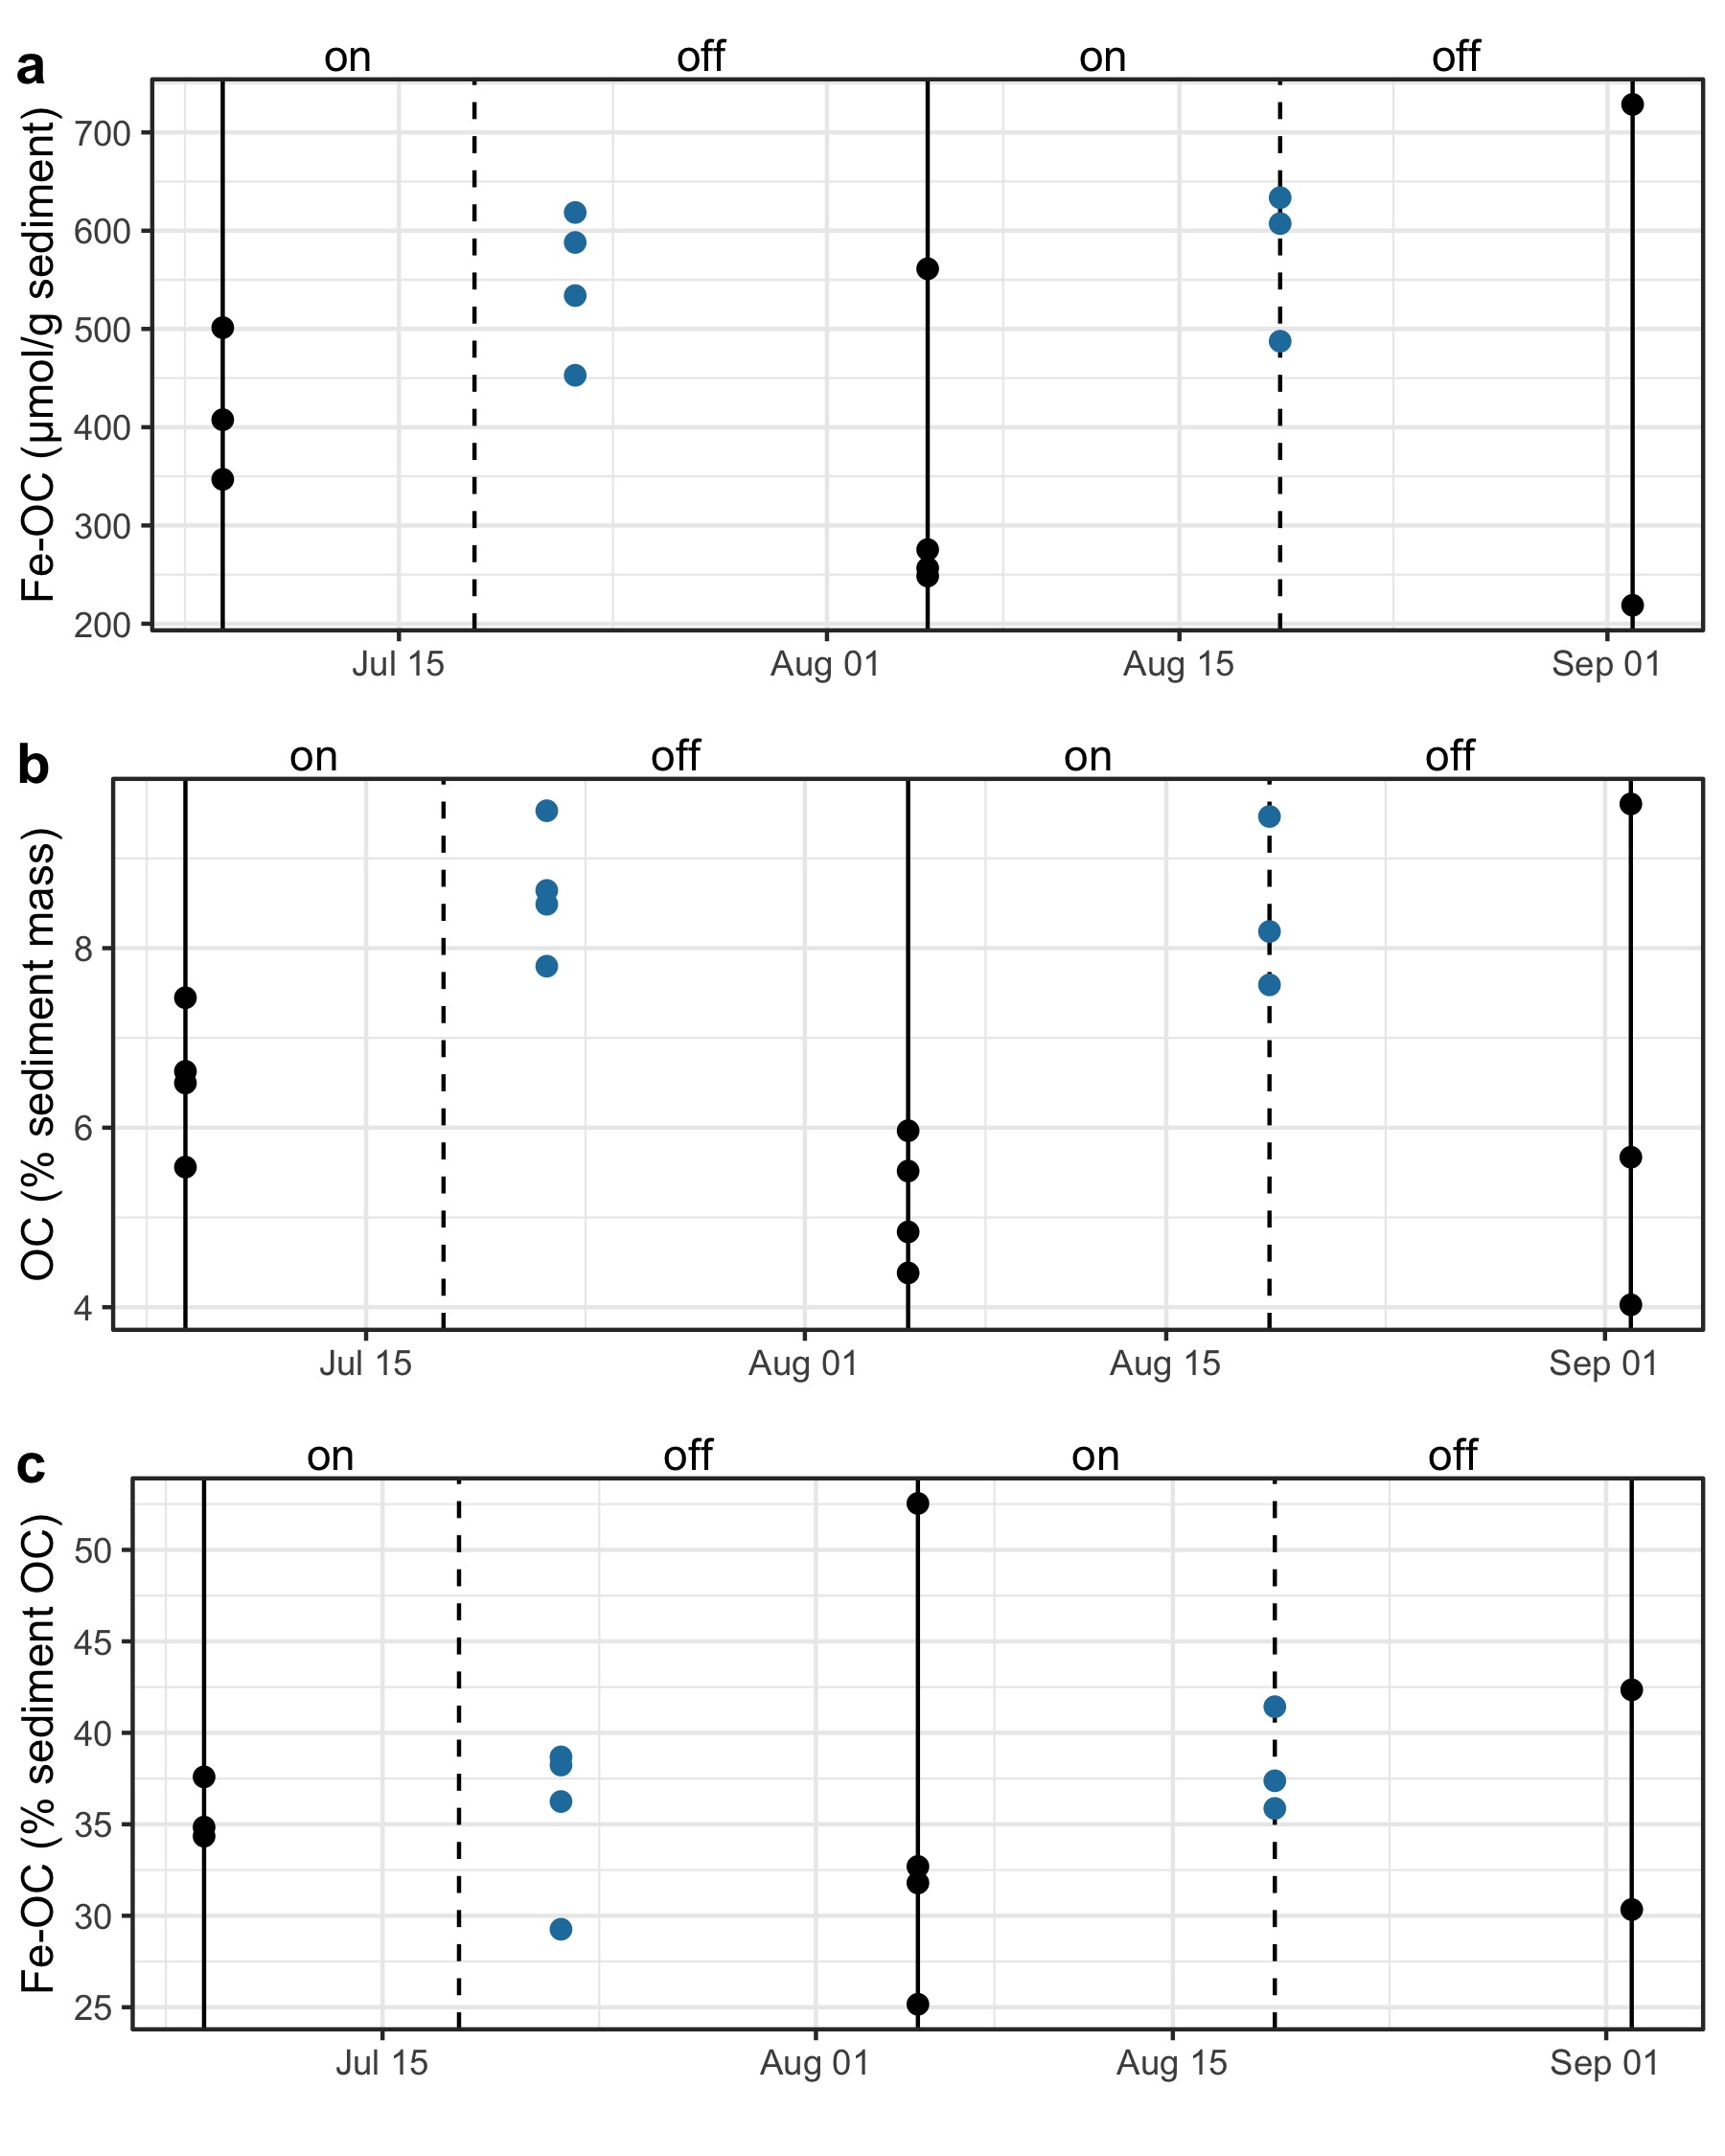 a
on off on off
Fe-OC (µmol/g sediment)
700
600
500
400
300
200
Jul 15 Aug 01 Aug 15 Sep 01
b
on off on off
OC (% sediment mass)
8
6
4
Jul 15 Aug 01 Aug 15 Sep 01
c
on off on off
Fe-OC (% sediment OC)
50
45
40
35
30
25
Jul 15 Aug 01 Aug 15 Sep 01